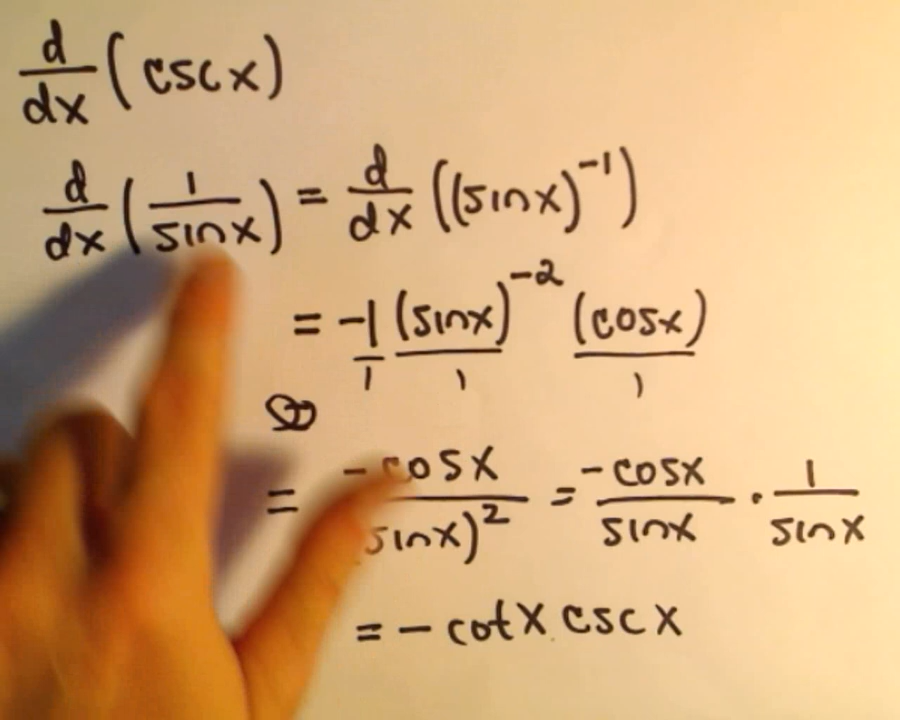 d/dx (cscx)
d/dx (1/sinx) = d/dx ((sinx)^-1)
= -1/1 (sinx)^-2/1 (cosx)/1
= -cosx/sinx)^2 = -cosx/sinx · 1/sinx
= - cotx cscx